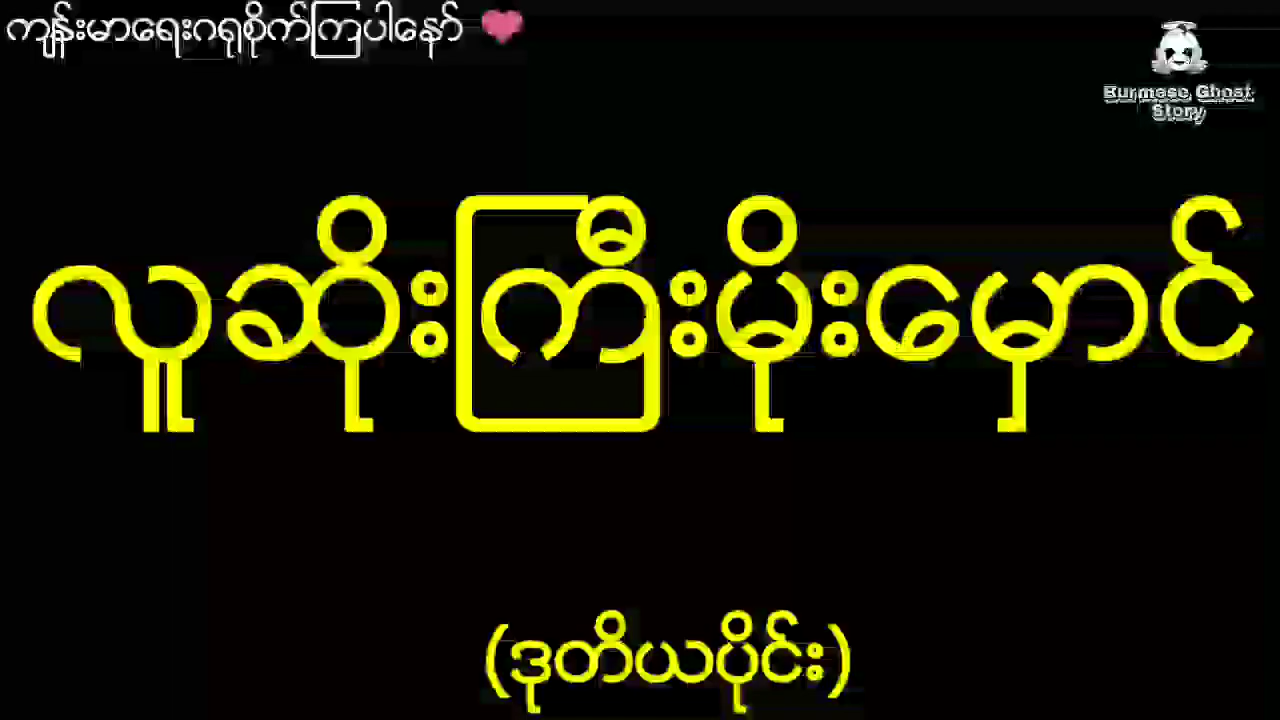 ကျန်းမာရေးဂရုစိုက်ကြပါနော် ❤
Burmese Ghost
Story
လူဆိုးကြီးမိုးမှောင်
(ဒုတိယပိုင်း)